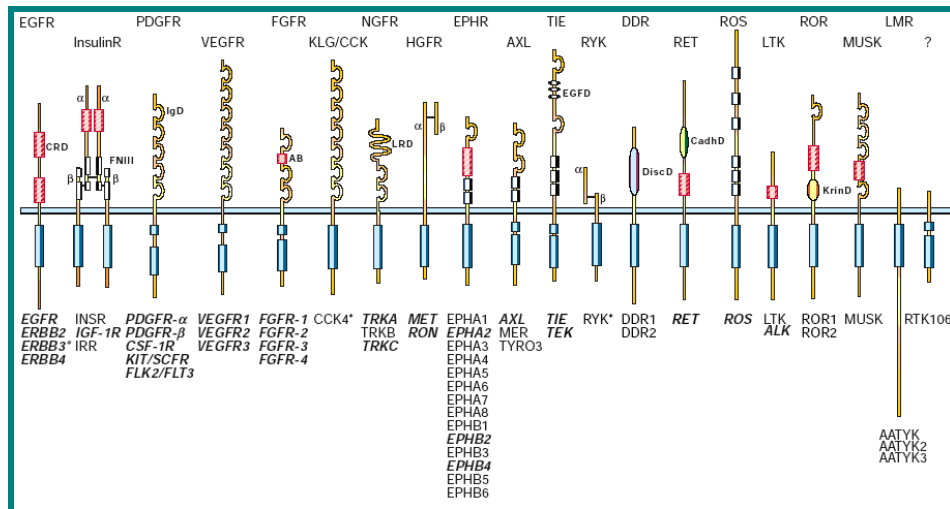 EGFR PDGFR FGFR NGFR EPHR TIE DDR ROS ROR LMR
InsulinR VEGFR KLG/CCK HGFR AXL RYK RET LTK MUSK ?
α α
IgD
EGFD
CRD
FNIII
β β
AB
LRD
α β
α β
DiscD
CadhD
KrinD
EGFR INSR PDGFR-α VEGFR1 FGFR-1 CCK4* TRKA MET EPHA1 AXL TIE RYK* DDR1 RET ROS LTK ROR1 MUSK RTK106
ERBB2 IGF-1R PDGFR-β VEGFR2 FGFR-2 TRKB RON EPHA2 MER TEK DDR2 ALK ROR2
ERBB3* IRR CSF-1R VEGFR3 FGFR-3 TRKC EPHA3 TYRO3
ERBB4 KIT/SCFR FGFR-4 EPHA4
FLK2/FLT3 EPHA5
EPHA6
EPHA7
EPHA8
EPHB1
EPHB2
EPHB3
EPHB4
EPHB5
EPHB6
AATYK
AATYK2
AATYK3